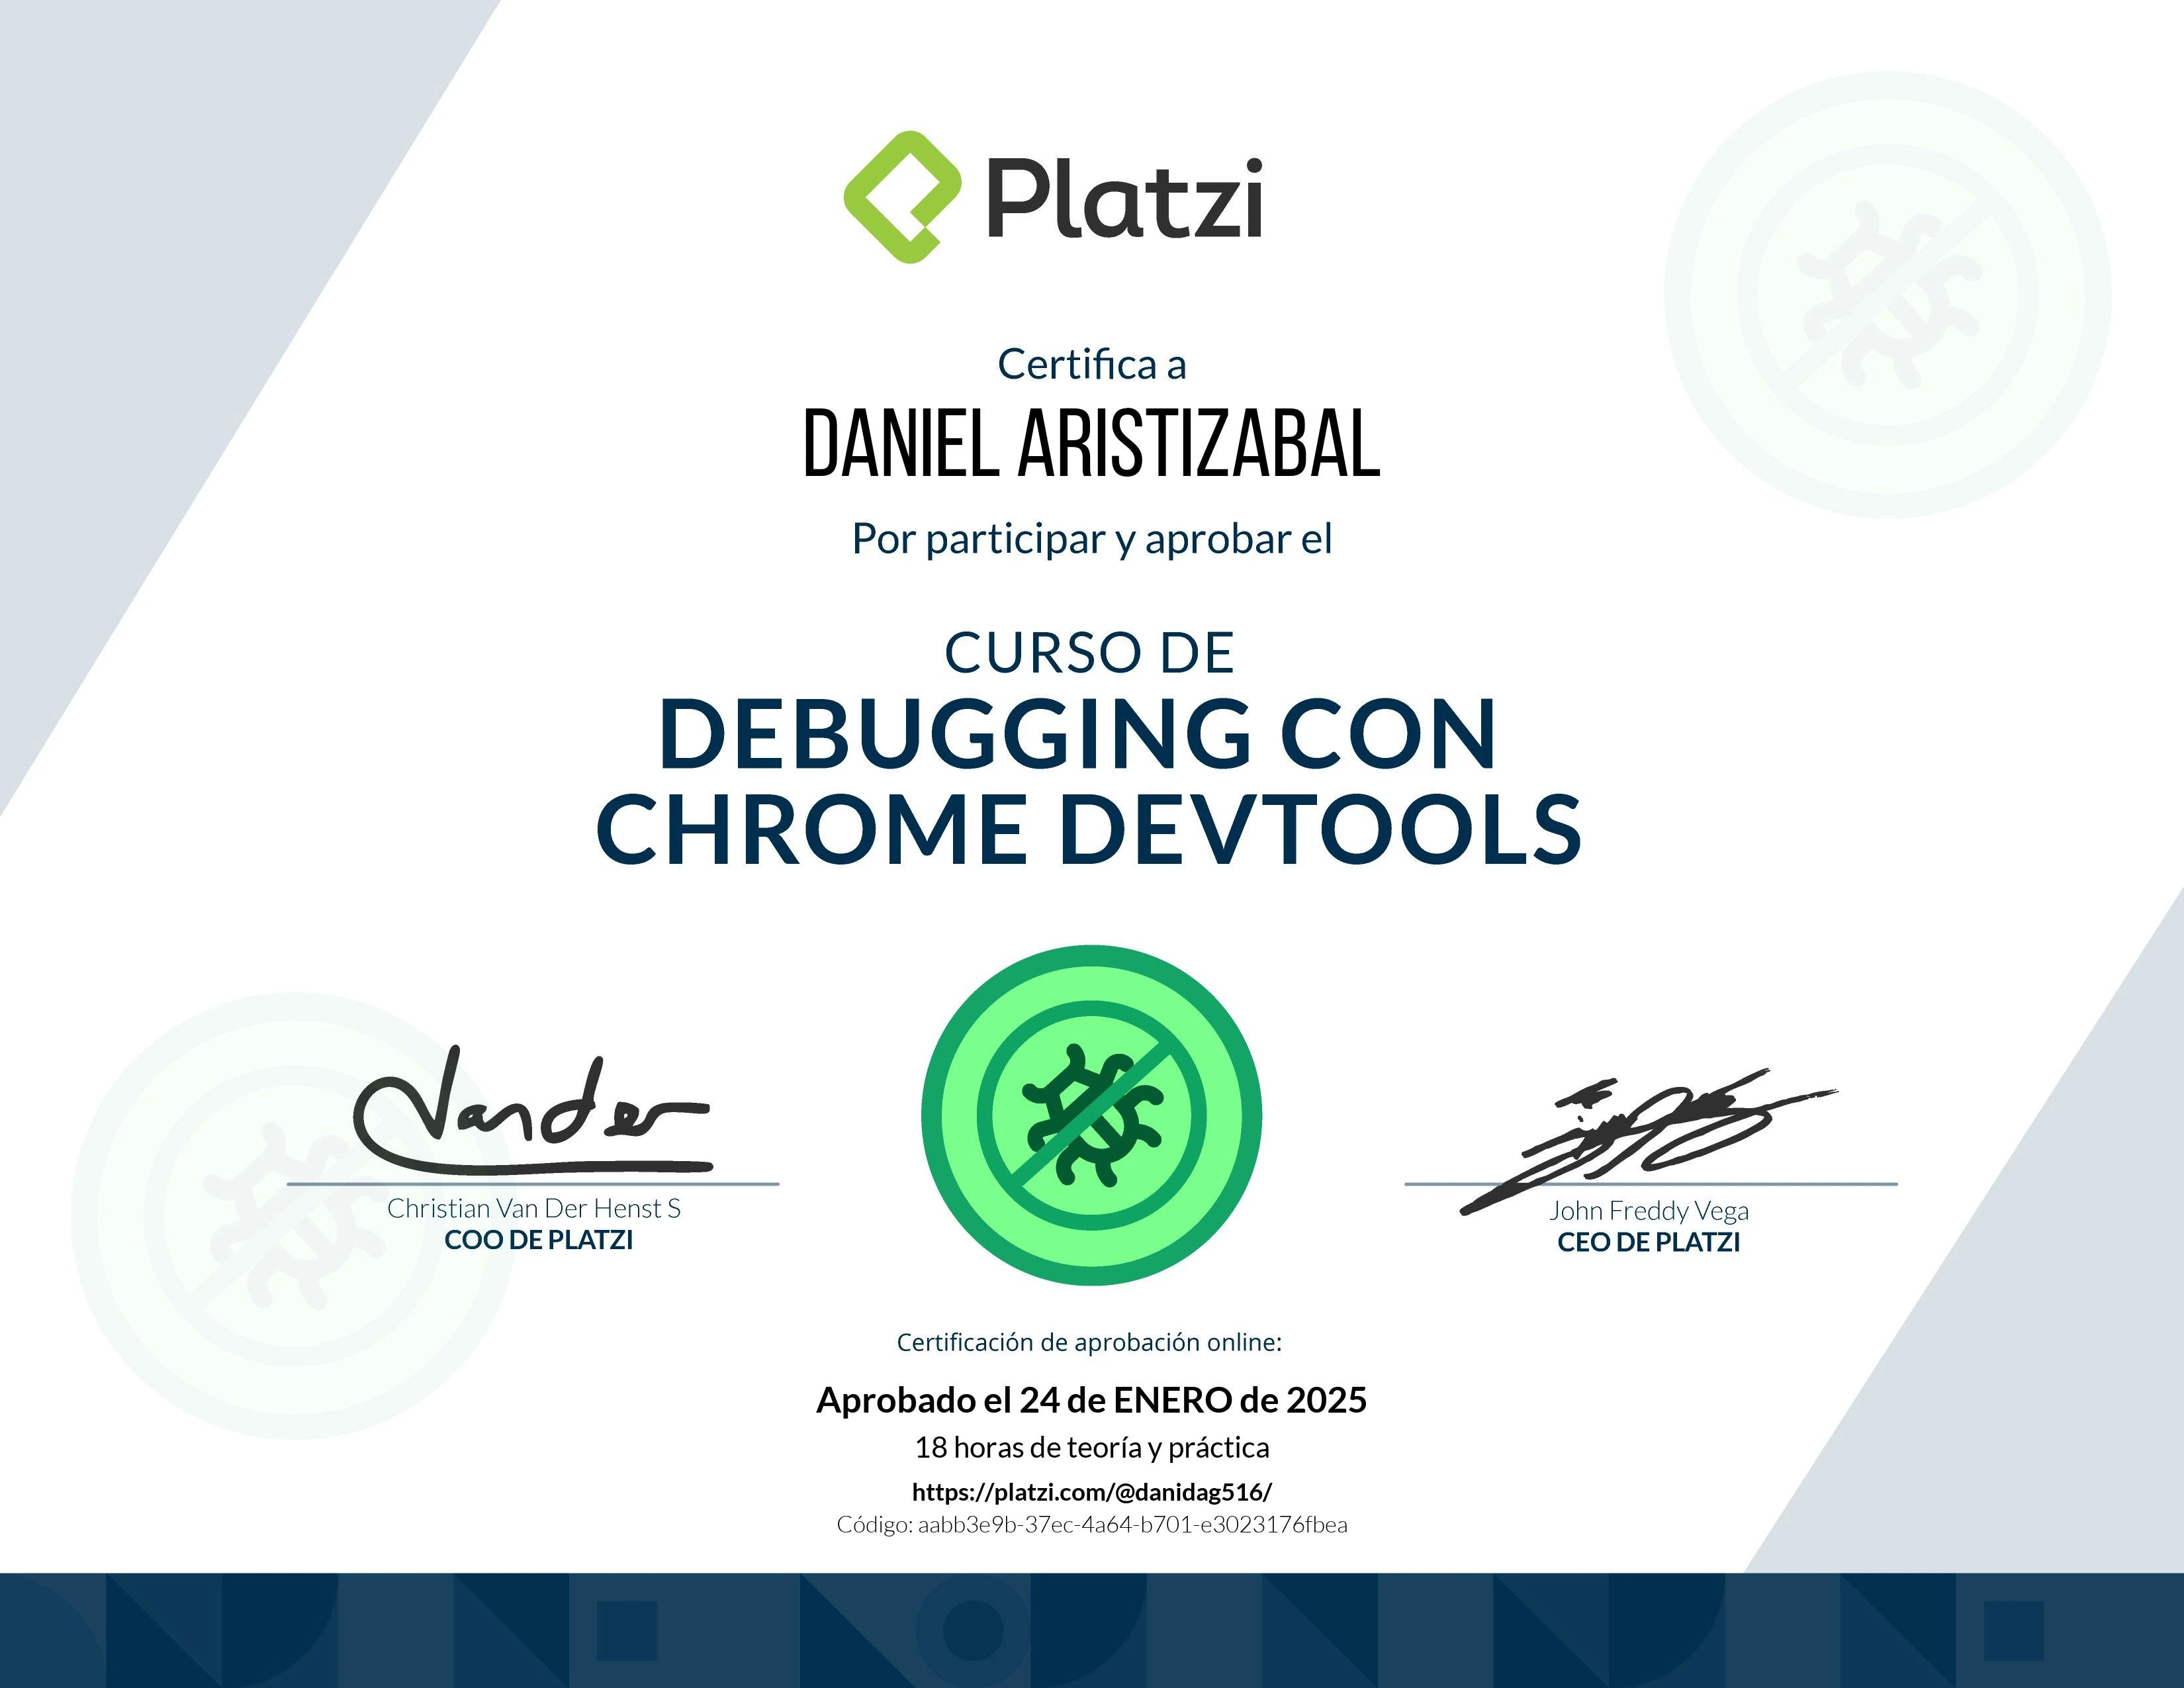 Platzi
Certifica a
DANIEL ARISTIZABAL
Por participar y aprobar el
CURSO DE
DEBUGGING CON
CHROME DEVTOOLS
Vander
Christian Van Der Henst S
COO DE PLATZI
John Freddy Vega
CEO DE PLATZI
Certificación de aprobación online:
Aprobado el 24 de ENERO de 2025
18 horas de teoría y práctica
https://platzi.com/@danidag516/
Código: aabb3e9b-37ec-4a64-b701-e3023176fbea